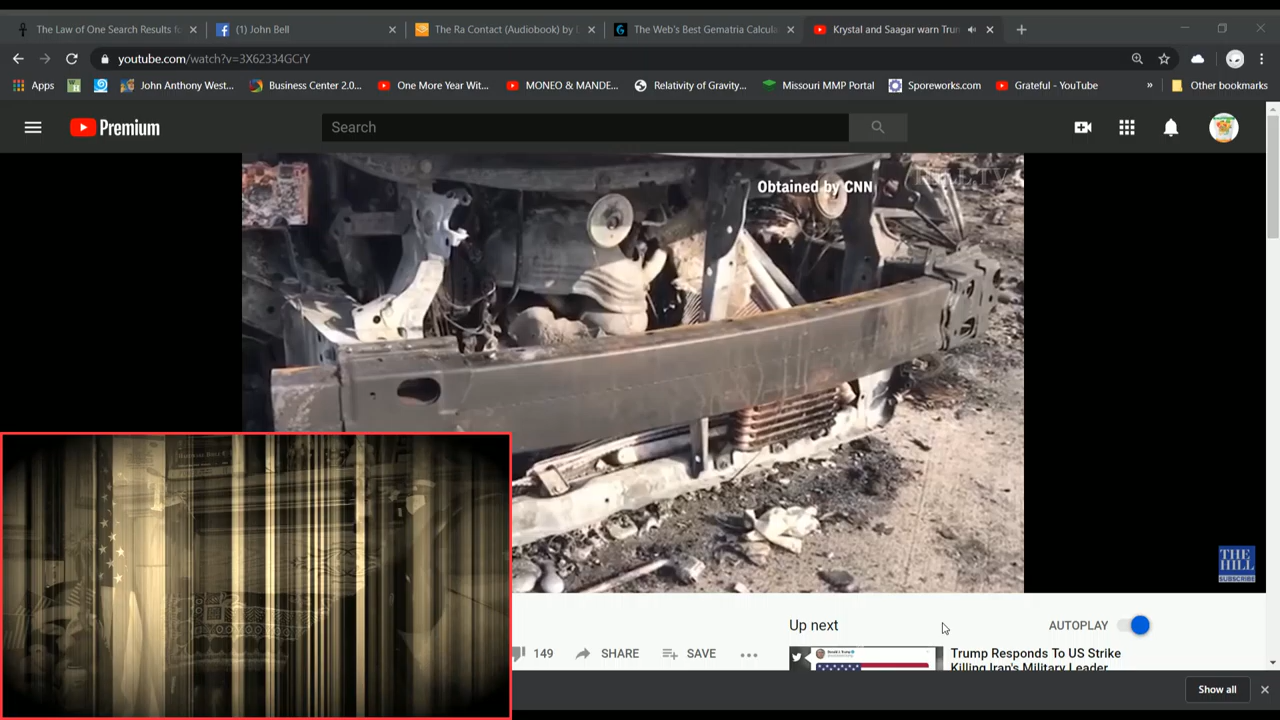 The Law of One Search Results fo
(1) John Bell
The Ra Contact (Audiobook) by
The Web's Best Gematria Calcula
Krystal and Saagar warn Trun
youtube.com/watch?v=3X62334GCrY
Apps
John Anthony West...
Business Center 2.0...
One More Year Wit...
MONEO & MANDE...
Relativity of Gravity...
Missouri MMP Portal
Sporeworks.com
Grateful - YouTube
»
Other bookmarks
Premium
Search
Obtained by CNN
THE
HILL
SUBSCRIBE
Up next
AUTOPLAY
149
SHARE
SAVE
Trump Responds To US Strike
Killing Iran's Military Leader
Show all